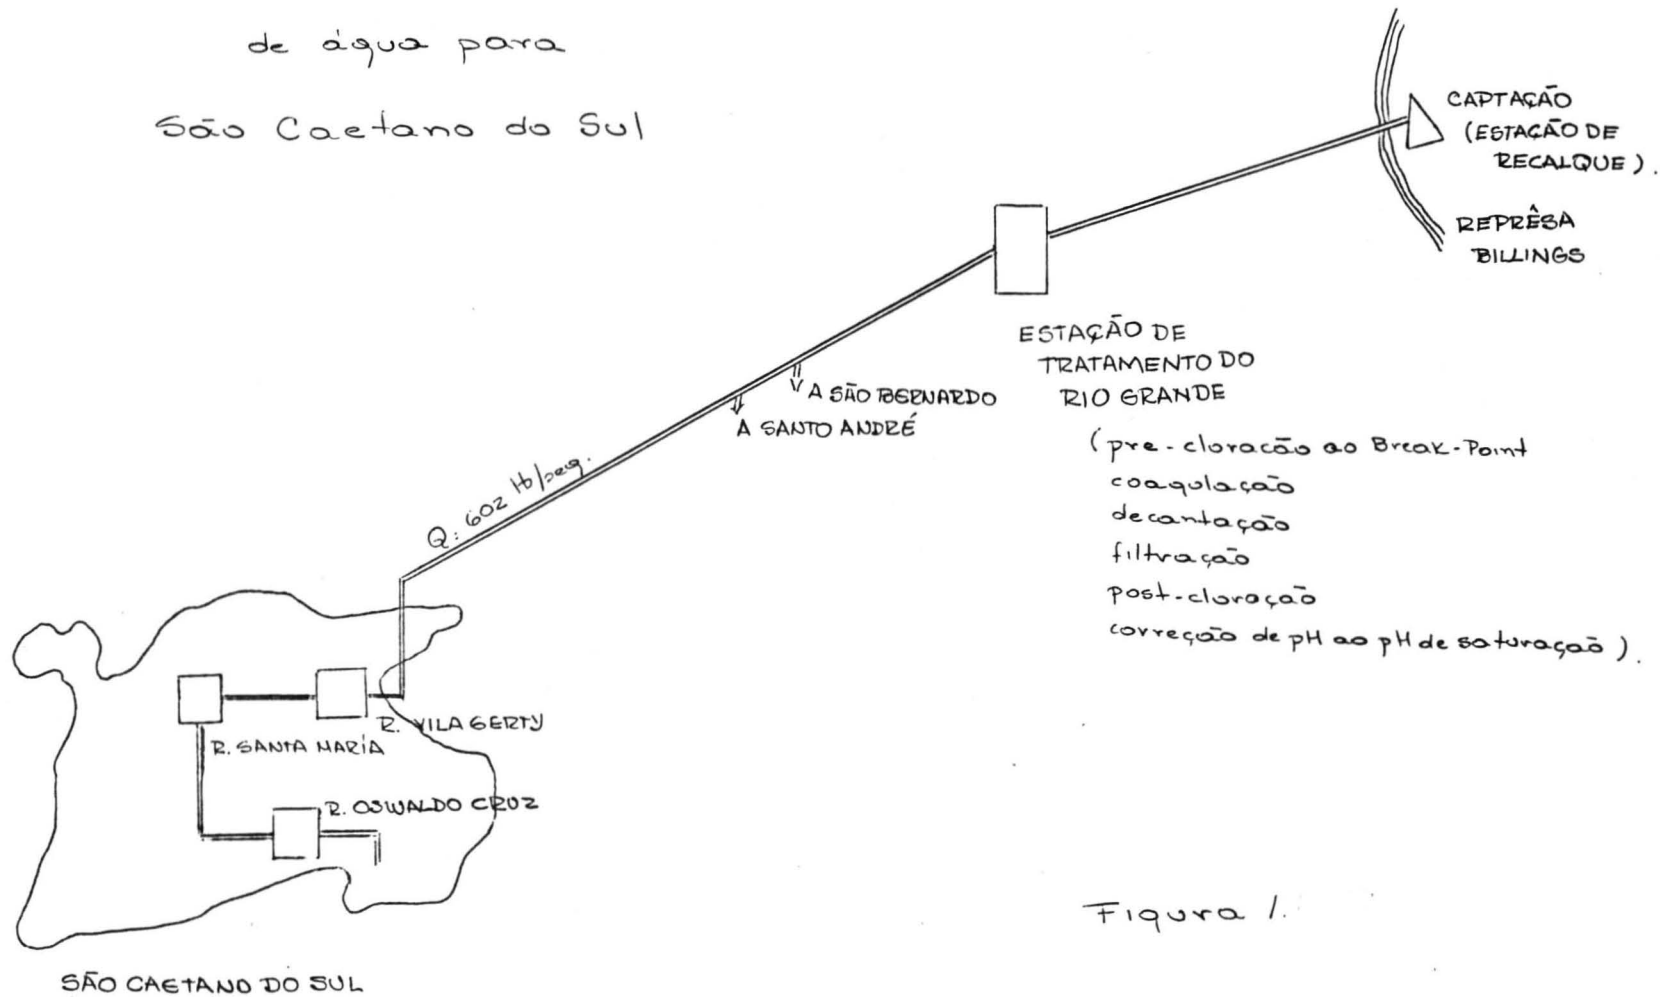 de água para
São Caetano do Sul
CAPTAÇÃO
(ESTAÇÃO DE
RECALQUE).
REPRÊSA
BILLINGS
ESTAÇÃO DE
TRATAMENTO DO
RIO GRANDE
(pre-cloracão ao Break-Point
coagulação
decantação
filtração
post-cloração
correção de pH ao pH de saturação).
A SÃO BERNARDO
A SANTO ANDRÉ
Q: 602 lb/seg.
R. VILA GERTY
R. SANTA MARÍA
R. OSWALDO CRUZ
SÃO CAETANO DO SUL
Figura 1.